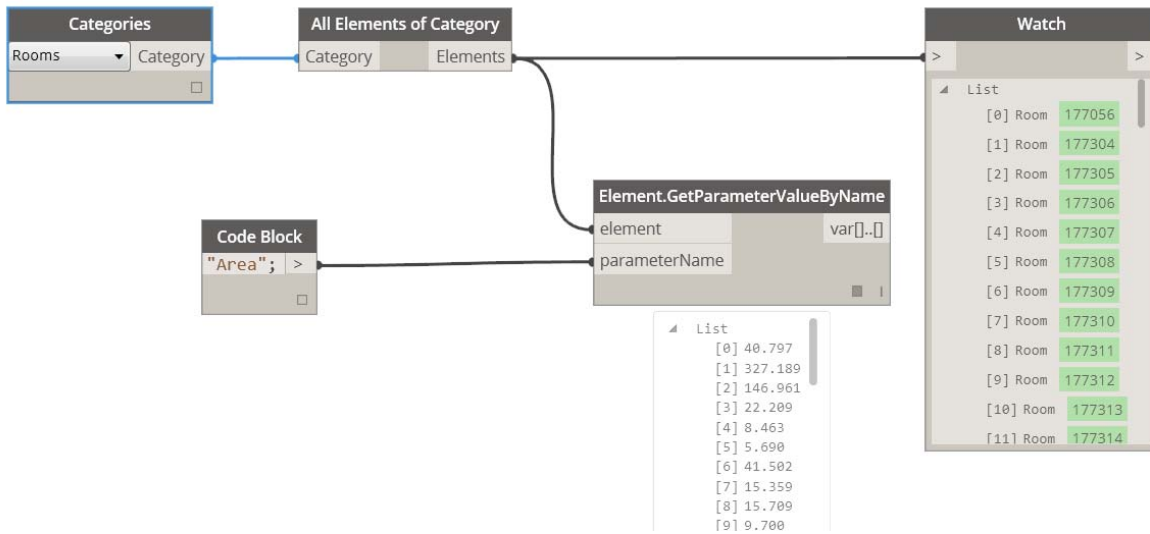 Categories
Rooms Category
All Elements of Category
Category Elements
Watch
> >
List
[0] Room 177056
[1] Room 177304
[2] Room 177305
[3] Room 177306
[4] Room 177307
[5] Room 177308
[6] Room 177309
[7] Room 177310
[8] Room 177311
[9] Room 177312
[10] Room 177313
[11] Room 177314
Element.GetParameterValueByName
element var[]..[]
parameterName
Code Block
"Area"; >
List
[0] 40.797
[1] 327.189
[2] 146.961
[3] 22.209
[4] 8.463
[5] 5.690
[6] 41.502
[7] 15.359
[8] 15.709
[9] 9.700